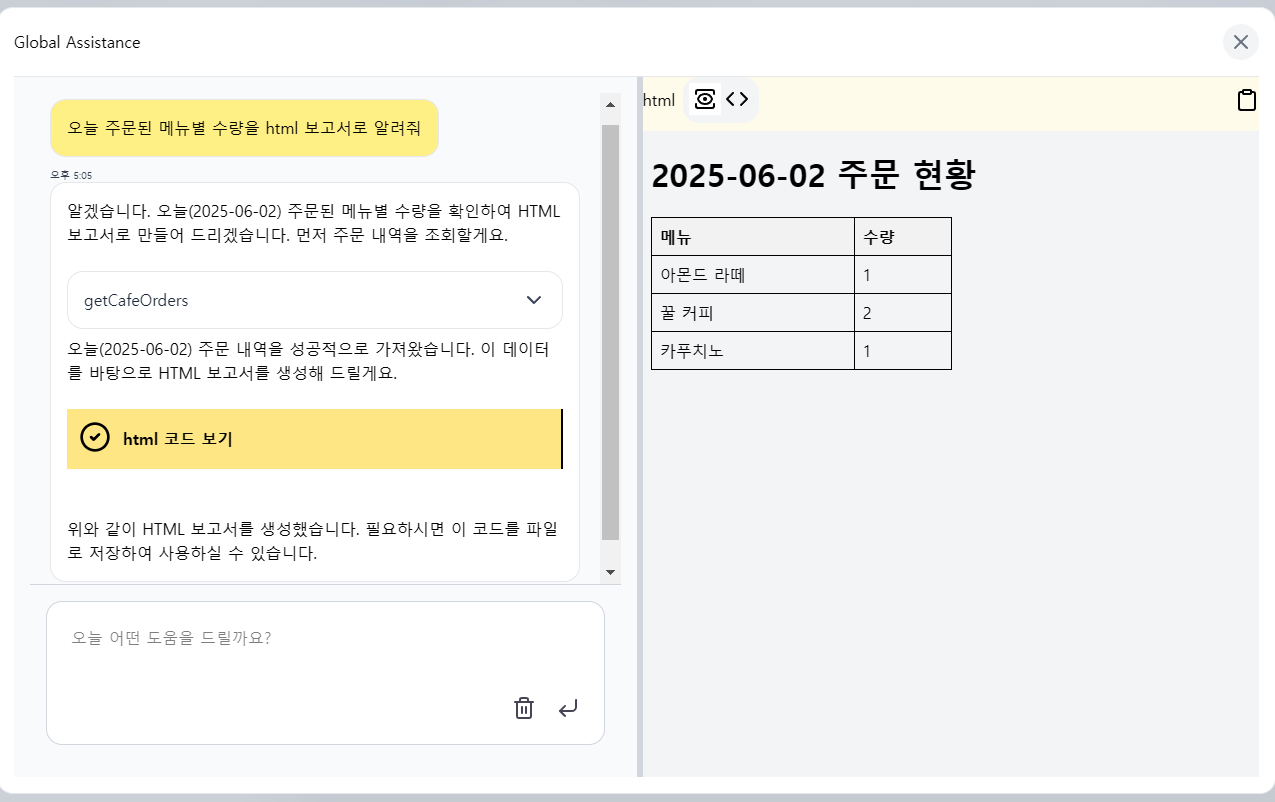 Global Assistance
오늘 주문된 메뉴별 수량을 html 보고서로 알려줘
오후 5:05
알겠습니다. 오늘(2025-06-02) 주문된 메뉴별 수량을 확인하여 HTML
보고서로 만들어 드리겠습니다. 먼저 주문 내역을 조회할게요.
getCafeOrders
오늘(2025-06-02) 주문 내역을 성공적으로 가져왔습니다. 이 데이터
를 바탕으로 HTML 보고서를 생성해 드릴게요.
html 코드 보기
위와 같이 HTML 보고서를 생성했습니다. 필요하시면 이 코드를 파일
로 저장하여 사용하실 수 있습니다.
오늘 어떤 도움을 드릴까요?
html
2025-06-02 주문 현황
메뉴 수량
아몬드 라떼 1
꿀 커피 2
카푸치노 1